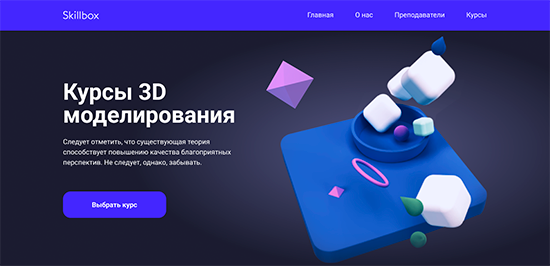 Skillbox
Главная О нас Преподаватели Курсы
Курсы 3D
моделирования
Следует отметить, что существующая теория
способствует повышению качества благоприятных
перспектив. Не следует, однако, забывать.
Выбрать курс